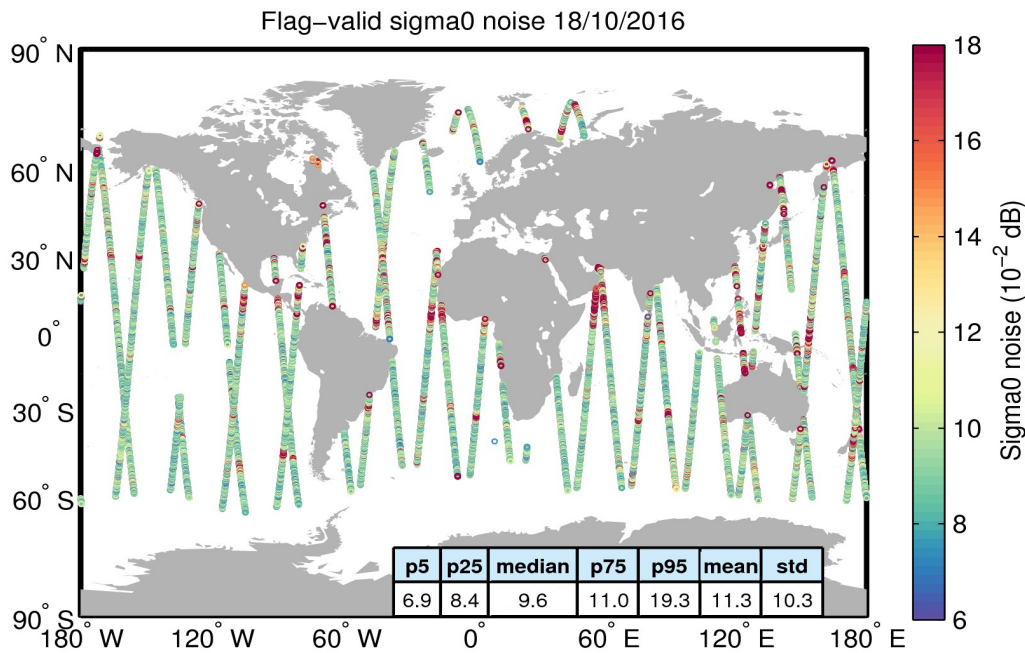 Flag−valid sigma0 noise 18/10/2016
90° N
60° N
30° N
0°
30° S
60° S
90° S
180° W
120° W
60° W
0°
60° E
120° E
180° E
p5 p25 median p75 p95 mean std
6.9 8.4 9.6 11.0 19.3 11.3 10.3
18
16
14
12
10
8
6
Sigma0 noise (10⁻² dB)